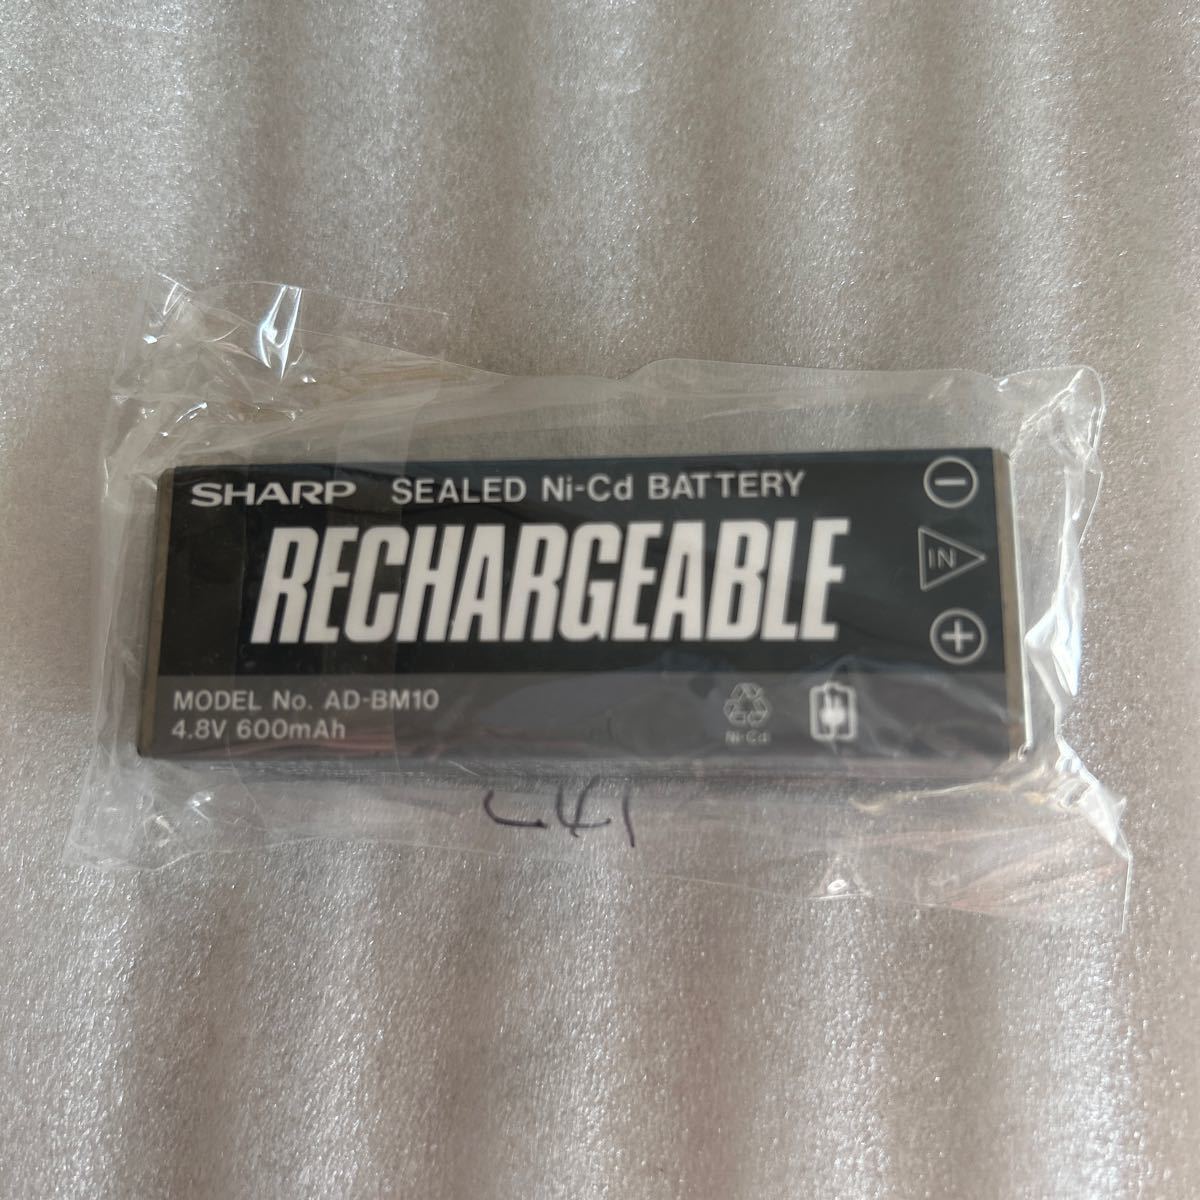 SHARP SEALED Ni-Cd BATTERY
RECHARGEABLE
IN
MODEL No. AD-BM10
4.8V 600mAh
Ni-Cd